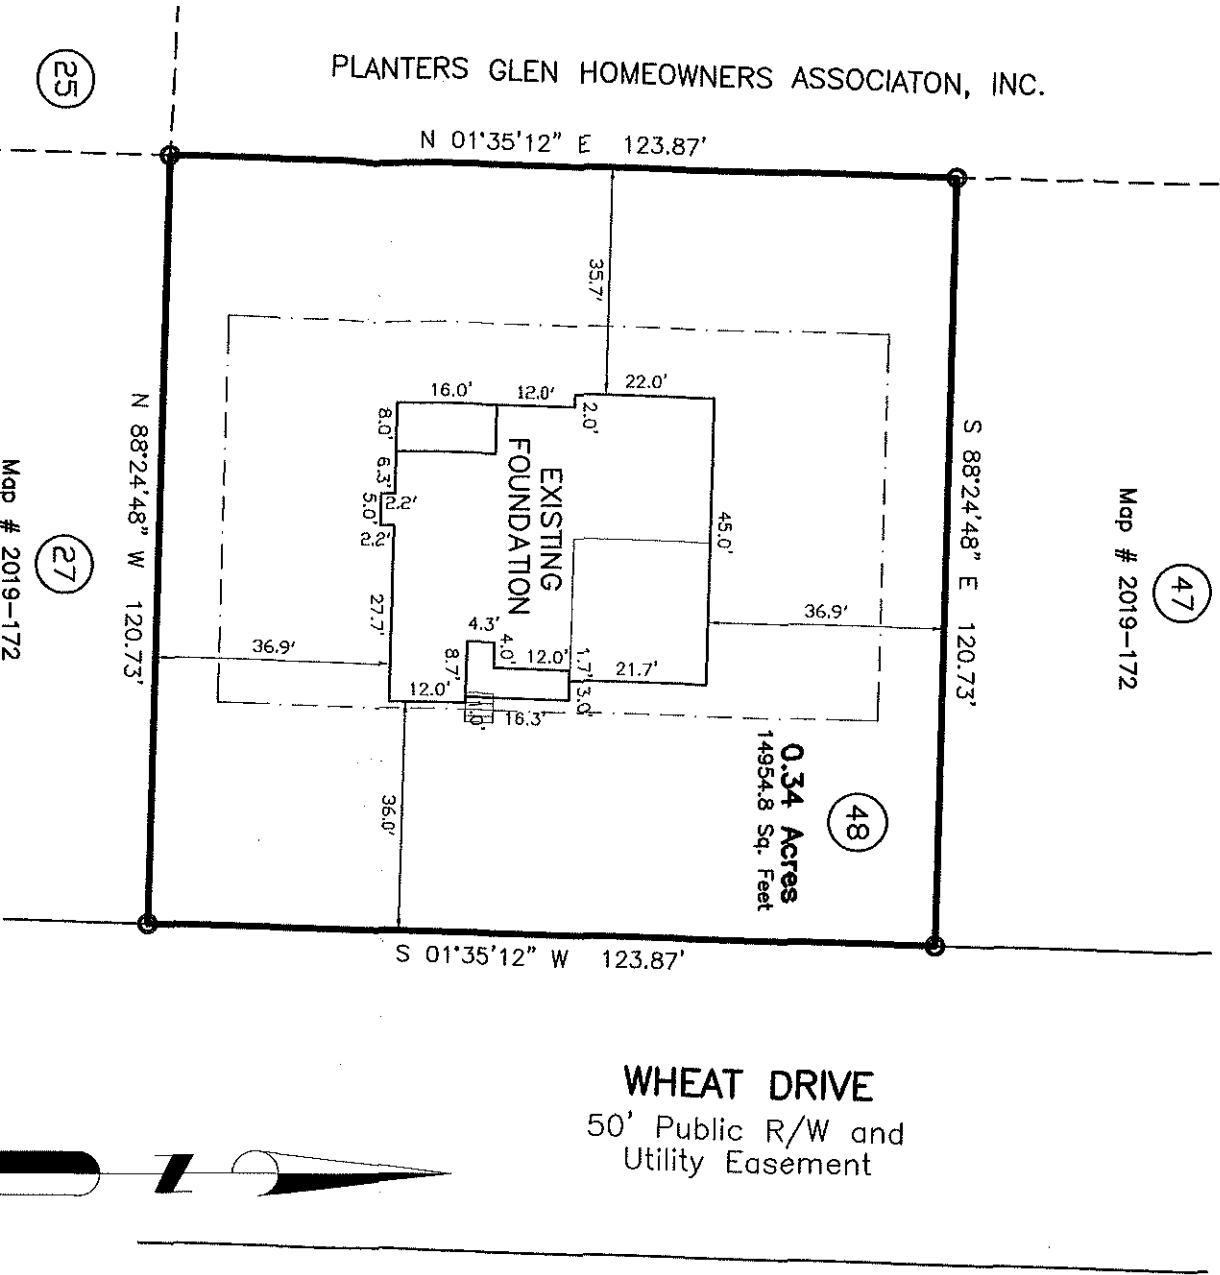 PLANTERS GLEN HOMEOWNERS ASSOCIATON, INC.
25
N 01°35'12" E 123.87'
35.7'
16.0'
12.0'
22.0'
2.0'
8.0'
6.3'
2.2'
5.0'
2.2'
EXISTING
FOUNDATION
45.0'
S 88°24'48" E 120.73'
47
Map # 2019-172
N 88°24'48" W 120.73'
27
Map # 2019-172
27.7'
36.9'
4.3'
4.0'
8.7'
12.0'
1.7'
21.7'
3.0'
36.9'
12.0'
16.3'
36.0'
48
0.34 Acres
14954.8 Sq. Feet
S 01°35'12" W 123.87'
WHEAT DRIVE
50' Public R/W and
Utility Easement
N